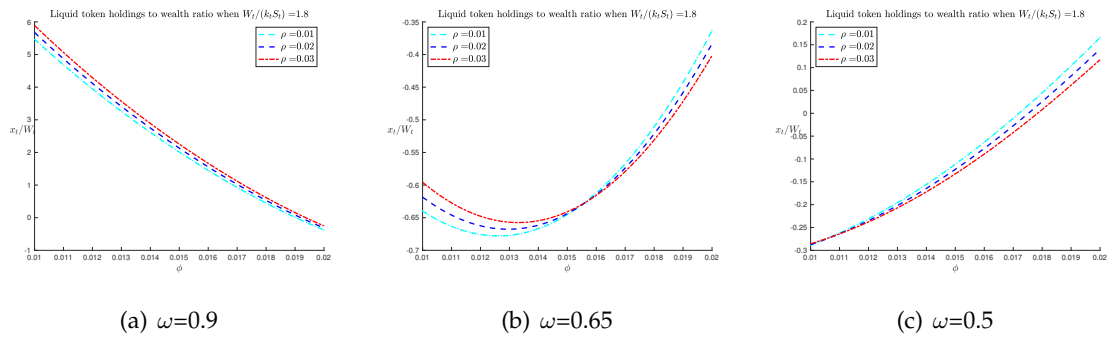 Liquid token holdings to wealth ratio when $W_t/(k_tS_t)$ =1.8
6
5
4
3
2
1
0
-1
$x_t/W_t$
ρ =0.01
ρ =0.02
ρ =0.03
0.01 0.011 0.012 0.013 0.014 0.015 0.016 0.017 0.018 0.019 0.02
ϕ
(a) ω=0.9
Liquid token holdings to wealth ratio when $W_t/(k_tS_t)$ =1.8
-0.35
-0.4
-0.45
-0.5
-0.55
-0.6
-0.65
-0.7
$x_t/W_t$
ρ =0.01
ρ =0.02
ρ =0.03
0.01 0.011 0.012 0.013 0.014 0.015 0.016 0.017 0.018 0.019 0.02
ϕ
(b) ω=0.65
Liquid token holdings to wealth ratio when $W_t/(k_tS_t)$ =1.8
0.2
0.15
0.1
0.05
0
-0.05
-0.1
-0.15
-0.2
-0.25
-0.3
$x_t/W_t$
ρ =0.01
ρ =0.02
ρ =0.03
0.01 0.011 0.012 0.013 0.014 0.015 0.016 0.017 0.018 0.019 0.02
ϕ
(c) ω=0.5